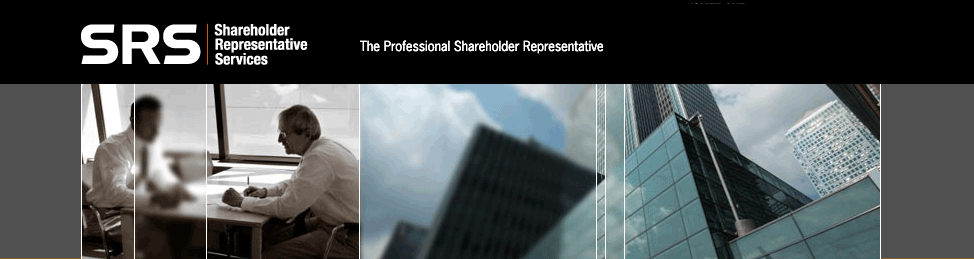 SRS
Shareholder
Representative
Services
The Professional Shareholder Representative